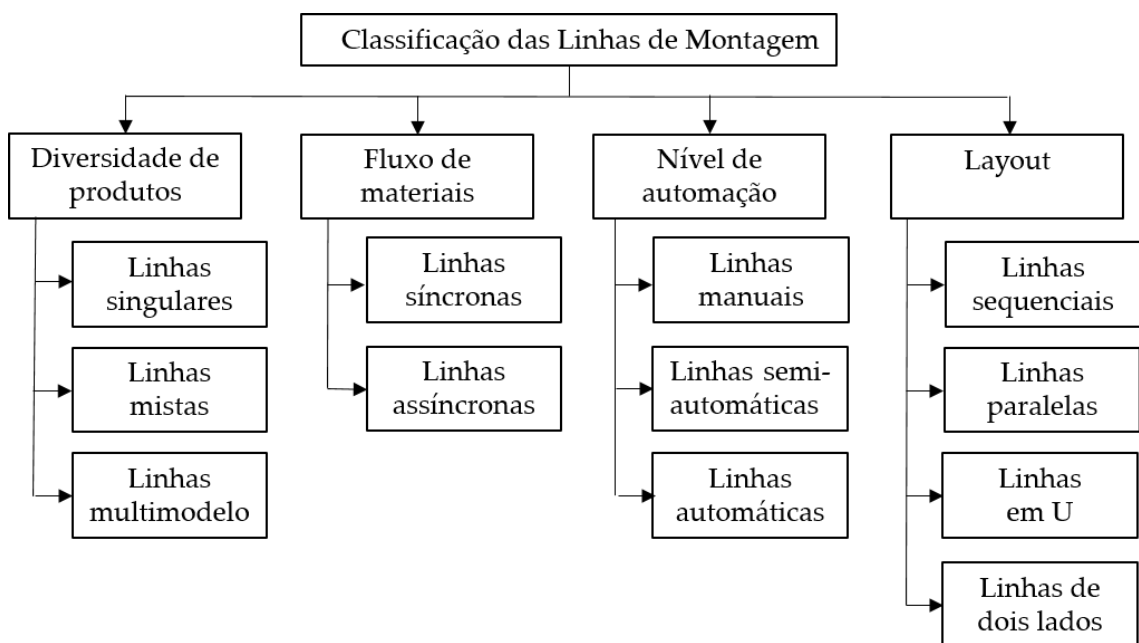 Classificação das Linhas de Montagem
Diversidade de
produtos
Linhas
singulares
Linhas
mistas
Linhas
multimodelo
Fluxo de
materiais
Linhas
síncronas
Linhas
assíncronas
Nível de
automação
Linhas
manuais
Linhas semi-
automáticas
Linhas
automáticas
Layout
Linhas
sequenciais
Linhas
paralelas
Linhas
em U
Linhas de
dois lados